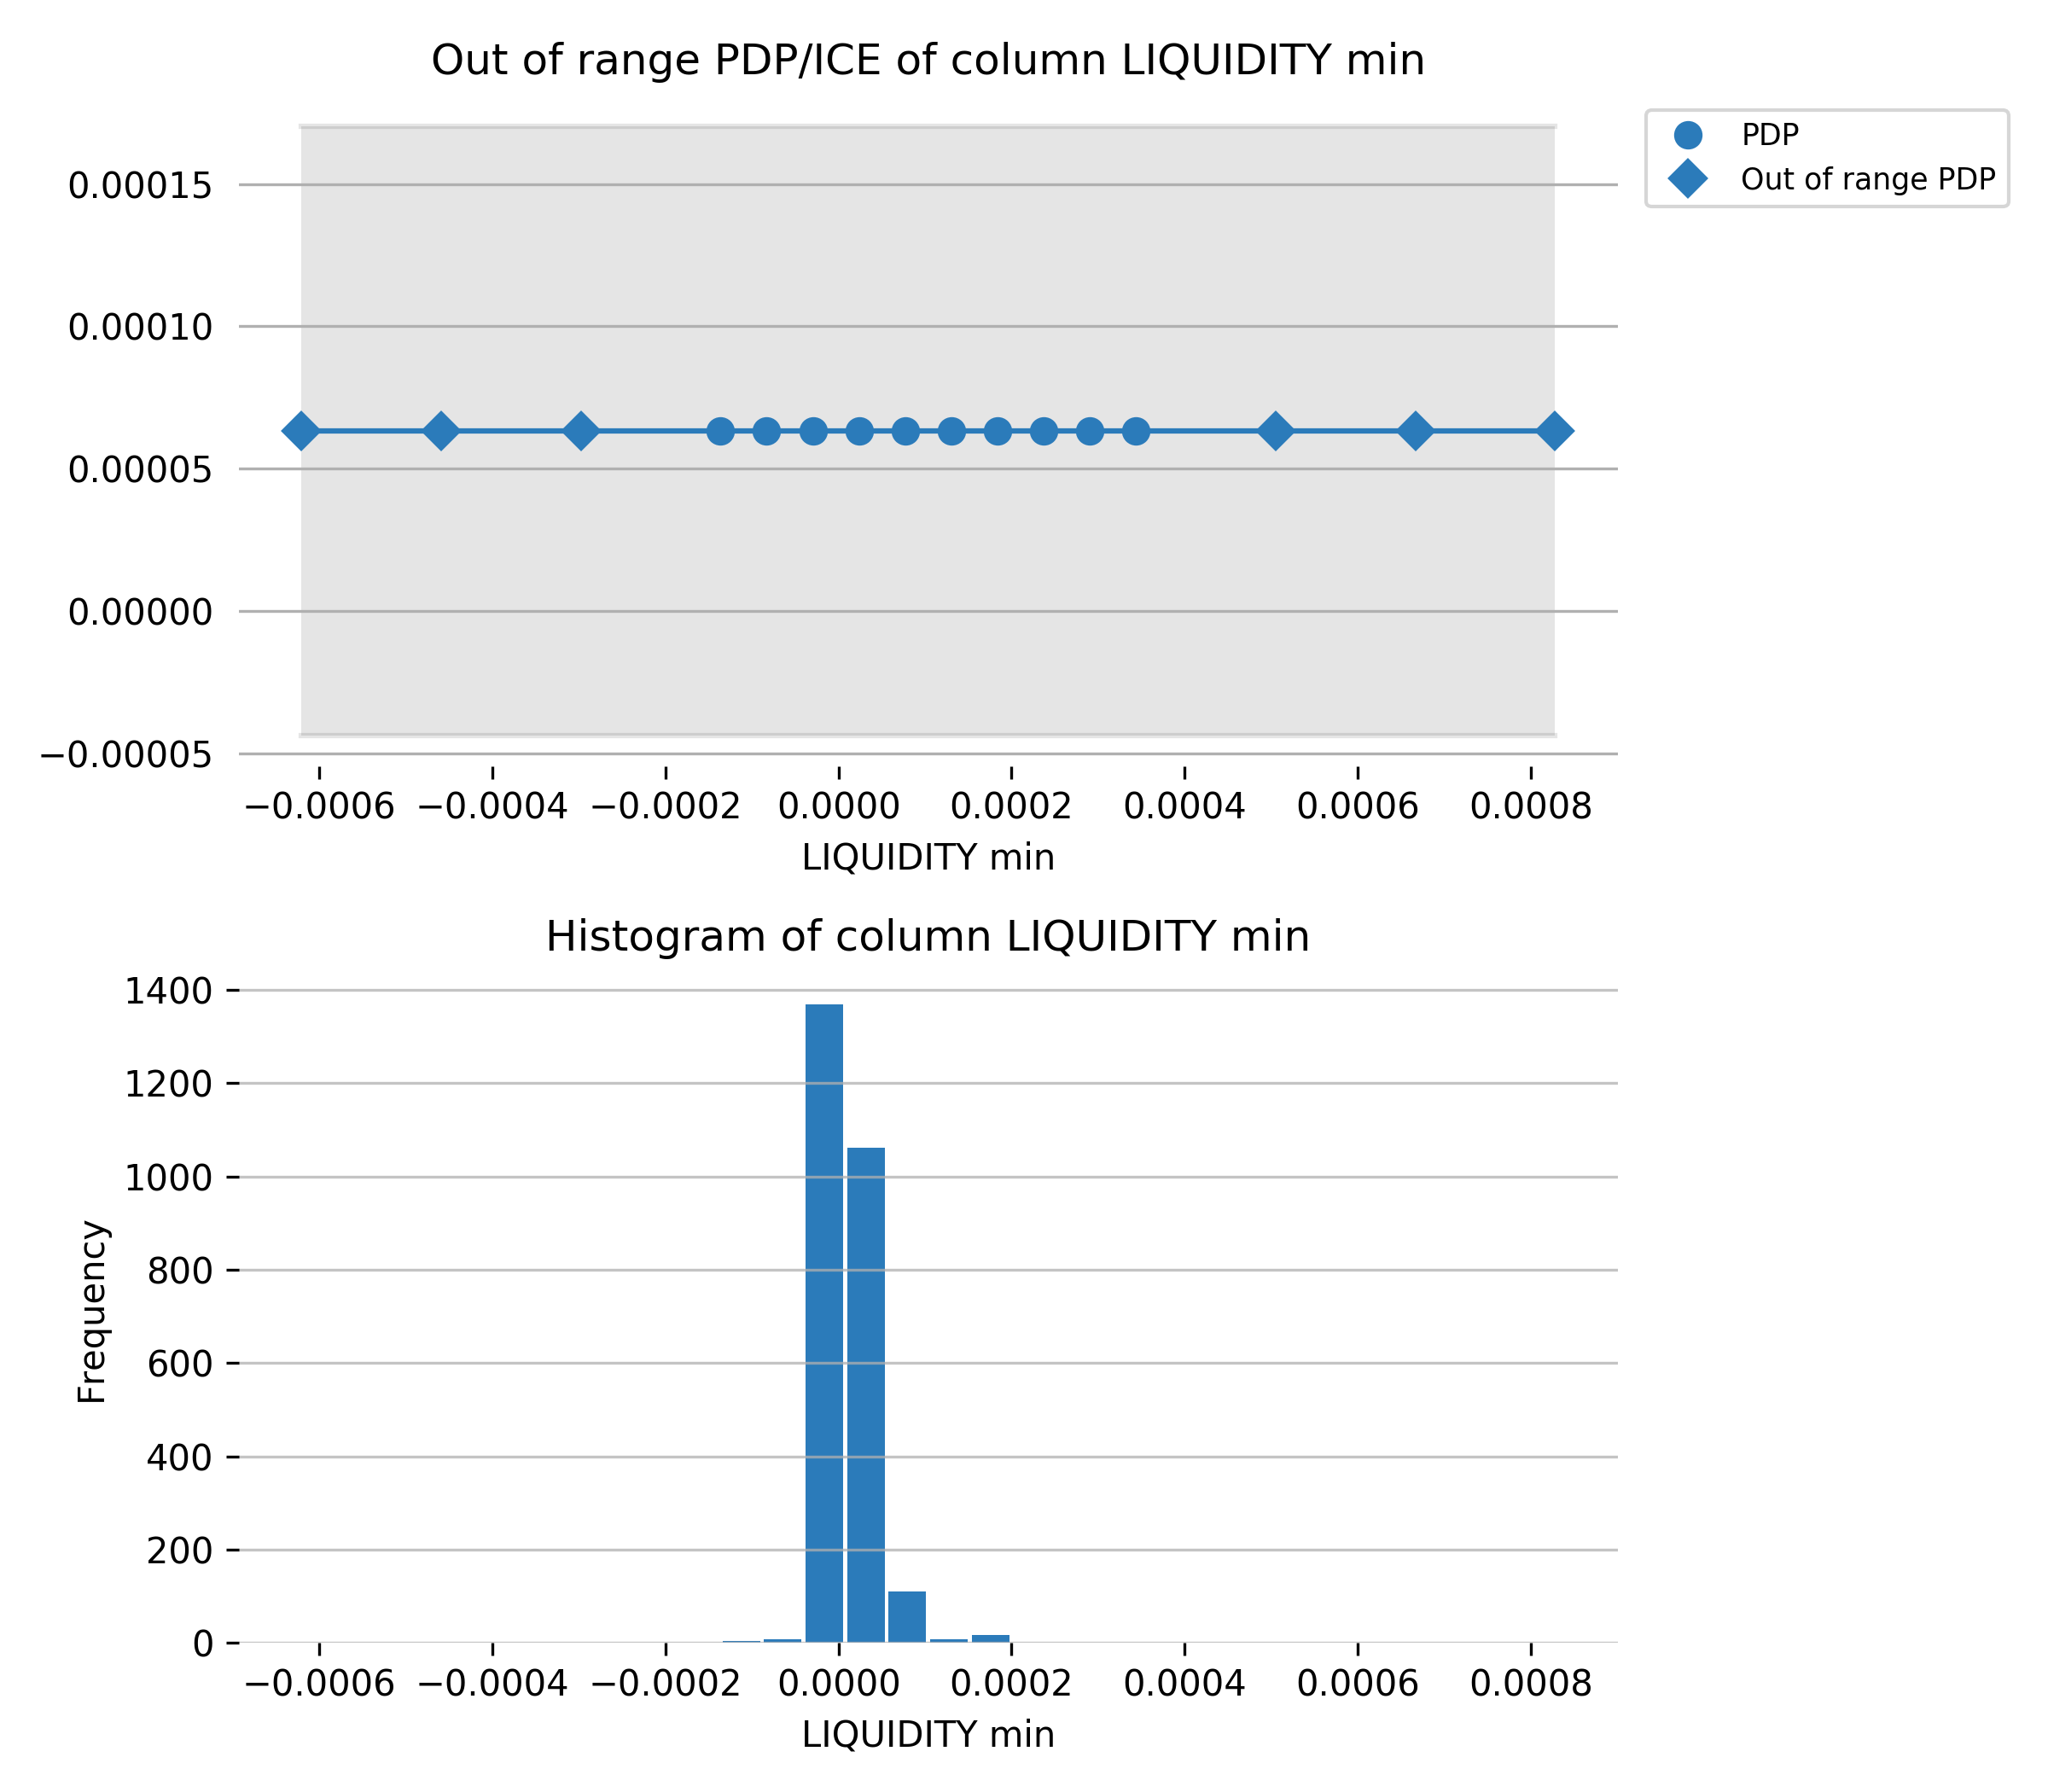 Out of range PDP/ICE of column LIQUIDITY min
PDP
Out of range PDP
0.00015
0.00010
0.00005
0.00000
−0.00005
−0.0006 −0.0004 −0.0002 0.0000 0.0002 0.0004 0.0006 0.0008
LIQUIDITY min
Histogram of column LIQUIDITY min
1400
1200
1000
800
600
400
200
0
Frequency
−0.0006 −0.0004 −0.0002 0.0000 0.0002 0.0004 0.0006 0.0008
LIQUIDITY min